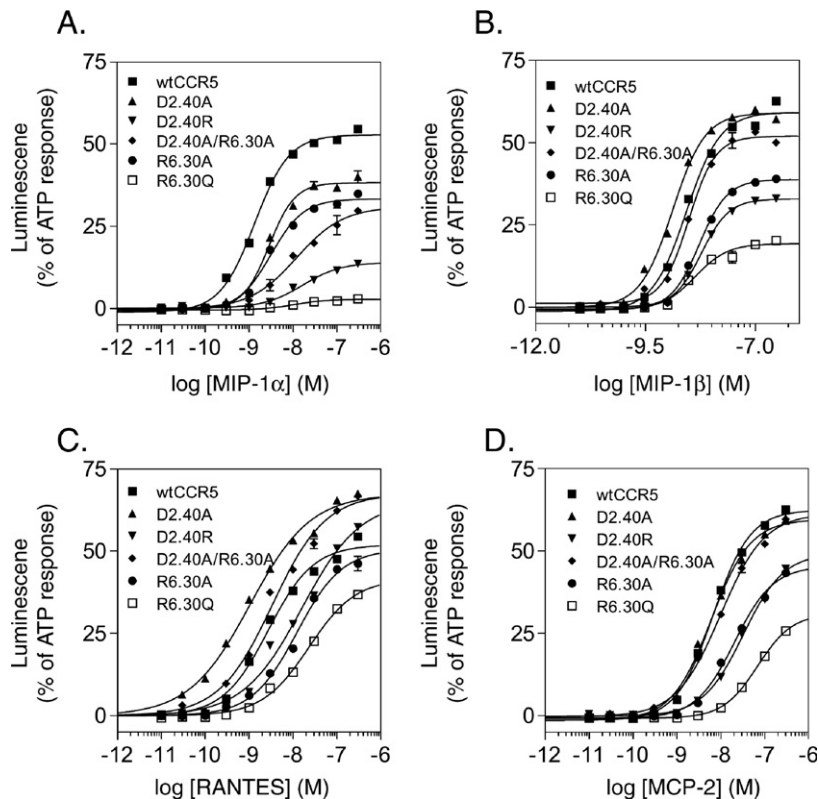 A.
75
50
25
0
Luminescene
(% of ATP response)
wtCCR5
D2.40A
D2.40R
D2.40A/R6.30A
R6.30A
R6.30Q
-12 -11 -10 -9 -8 -7 -6
log [MIP-1α] (M)
B.
75
50
25
0
Luminescene
(% of ATP response)
wtCCR5
D2.40A
D2.40R
D2.40A/R6.30A
R6.30A
R6.30Q
-12.0 -9.5 -7.0
log [MIP-1β] (M)
C.
75
50
25
0
Luminescene
(% of ATP response)
wtCCR5
D2.40A
D2.40R
D2.40A/R6.30A
R6.30A
R6.30Q
-12 -11 -10 -9 -8 -7 -6
log [RANTES] (M)
D.
75
50
25
0
Luminescene
(% of ATP response)
wtCCR5
D2.40A
D2.40R
D2.40A/R6.30A
R6.30A
R6.30Q
-12 -11 -10 -9 -8 -7 -6
log [MCP-2] (M)